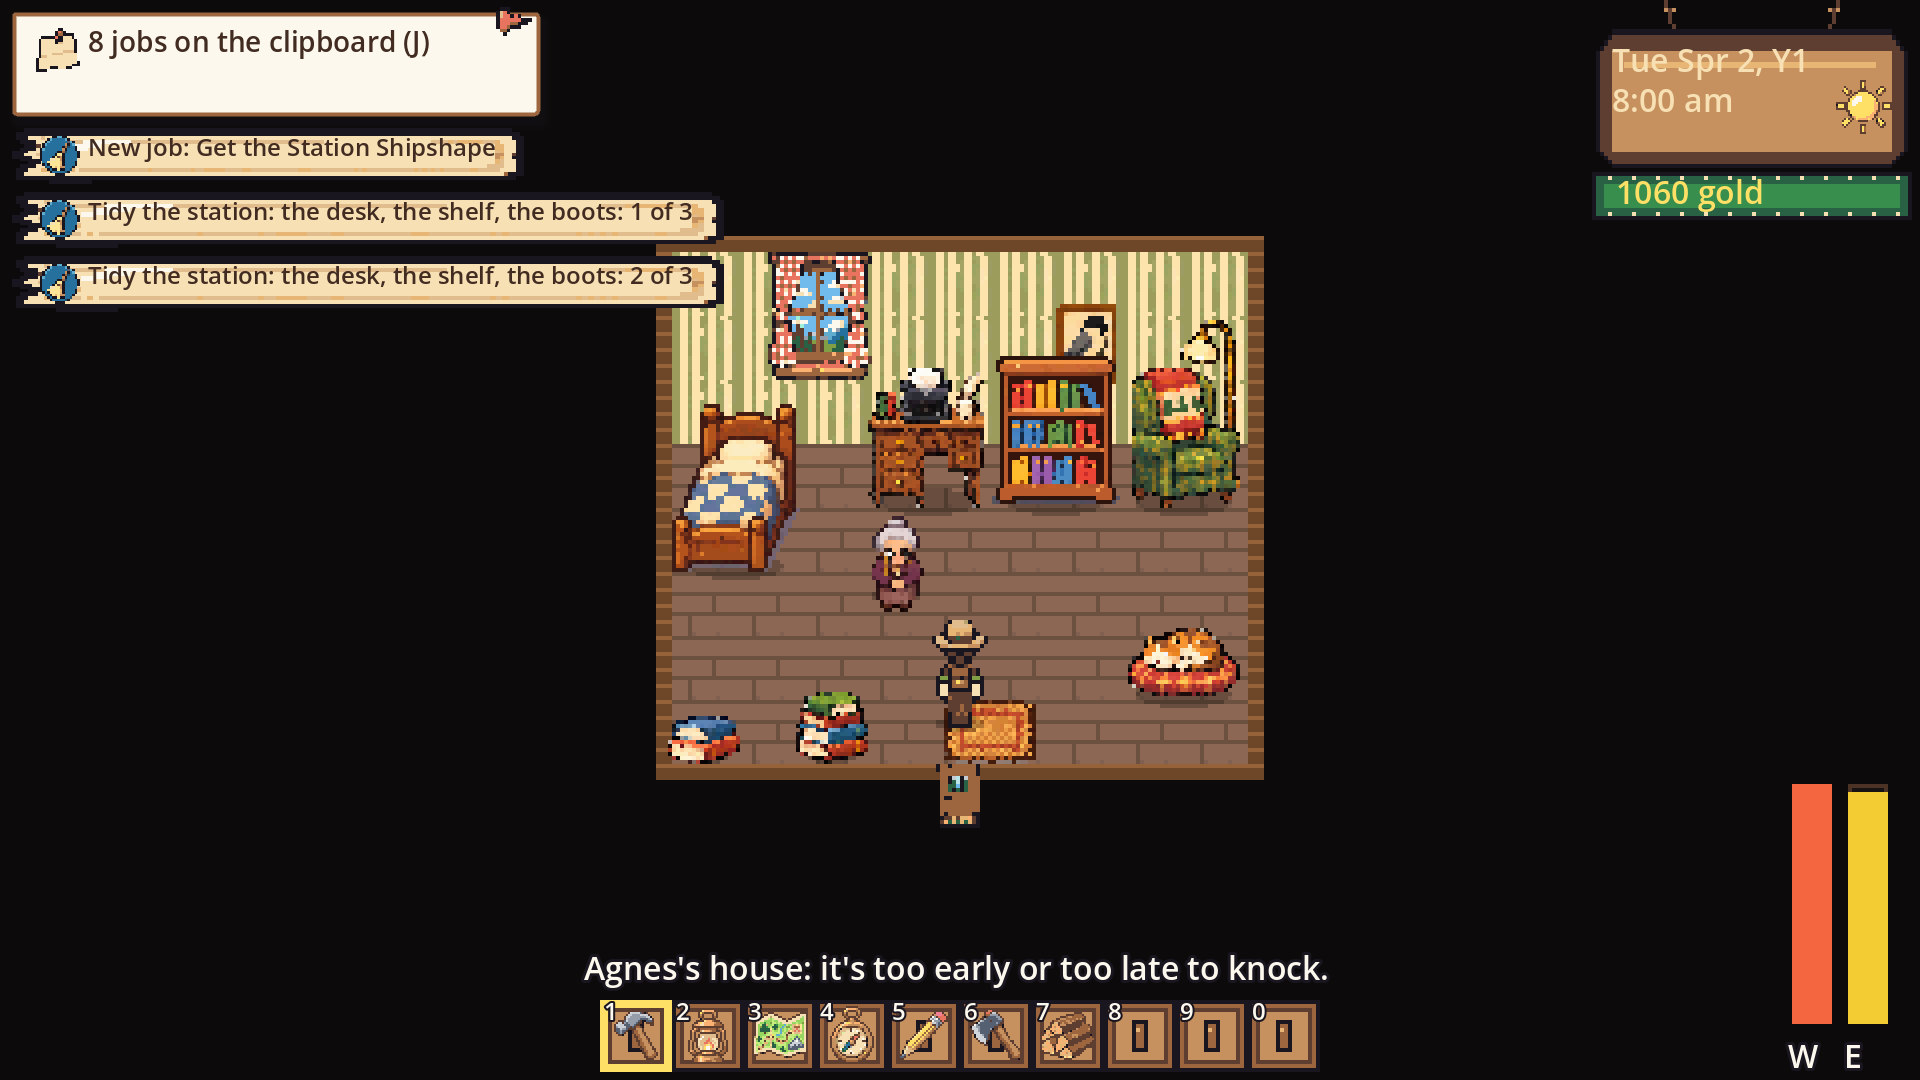 8 jobs on the clipboard (J)
New job: Get the Station Shipshape
Tidy the station: the desk, the shelf, the boots: 1 of 3
Tidy the station: the desk, the shelf, the boots: 2 of 3
Tue Spr 2, Y1
8:00 am
1060 gold
Agnes's house: it's too early or too late to knock.
1 2 3 4 5 6 7 8 9 0
W E